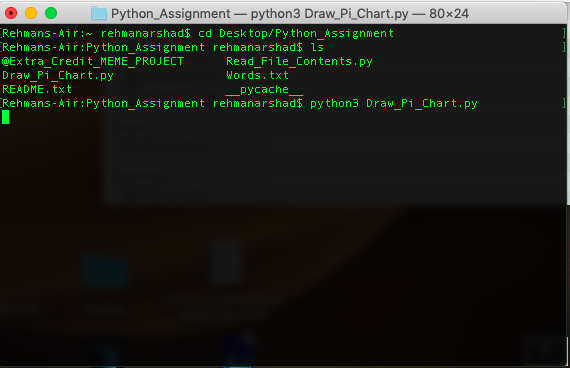 Python_Assignment — python3 Draw_Pi_Chart.py — 80×24
[Rehmans-Air:~ rehmanarshad$ cd Desktop/Python_Assignment ]
[Rehmans-Air:Python_Assignment rehmanarshad$ ls ]
@Extra_Credit_MEME_PROJECT Read_File_Contents.py
Draw_Pi_Chart.py Words.txt
README.txt __pycache__
[Rehmans-Air:Python_Assignment rehmanarshad$ python3 Draw_Pi_Chart.py ]